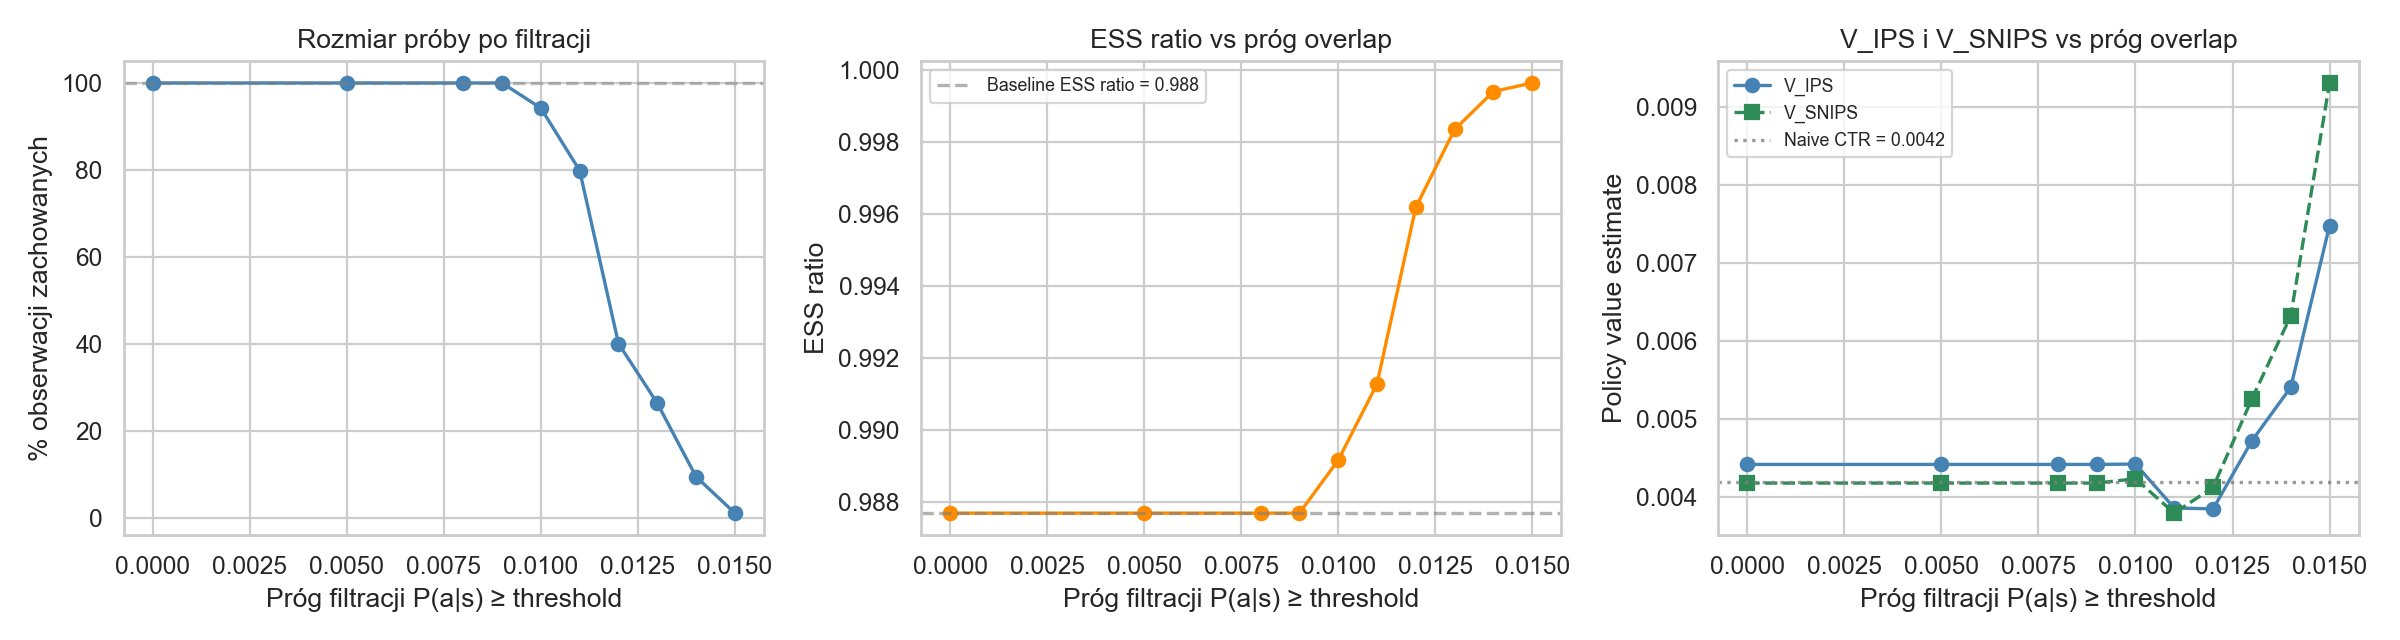 Rozmiar próby po filtracji
% obserwacji zachowanych
100
80
60
40
20
0
0.0000 0.0025 0.0050 0.0075 0.0100 0.0125 0.0150
Próg filtracji P(a|s) ≥ threshold
ESS ratio vs próg overlap
Baseline ESS ratio = 0.988
ESS ratio
1.000
0.998
0.996
0.994
0.992
0.990
0.988
0.0000 0.0025 0.0050 0.0075 0.0100 0.0125 0.0150
Próg filtracji P(a|s) ≥ threshold
V_IPS i V_SNIPS vs próg overlap
V_IPS
V_SNIPS
Naive CTR = 0.0042
Policy value estimate
0.009
0.008
0.007
0.006
0.005
0.004
0.0000 0.0025 0.0050 0.0075 0.0100 0.0125 0.0150
Próg filtracji P(a|s) ≥ threshold